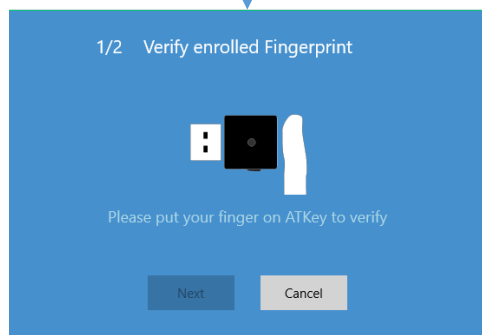 1/2 Verify enrolled Fingerprint
Please put your finger on ATKey to verify
Next Cancel